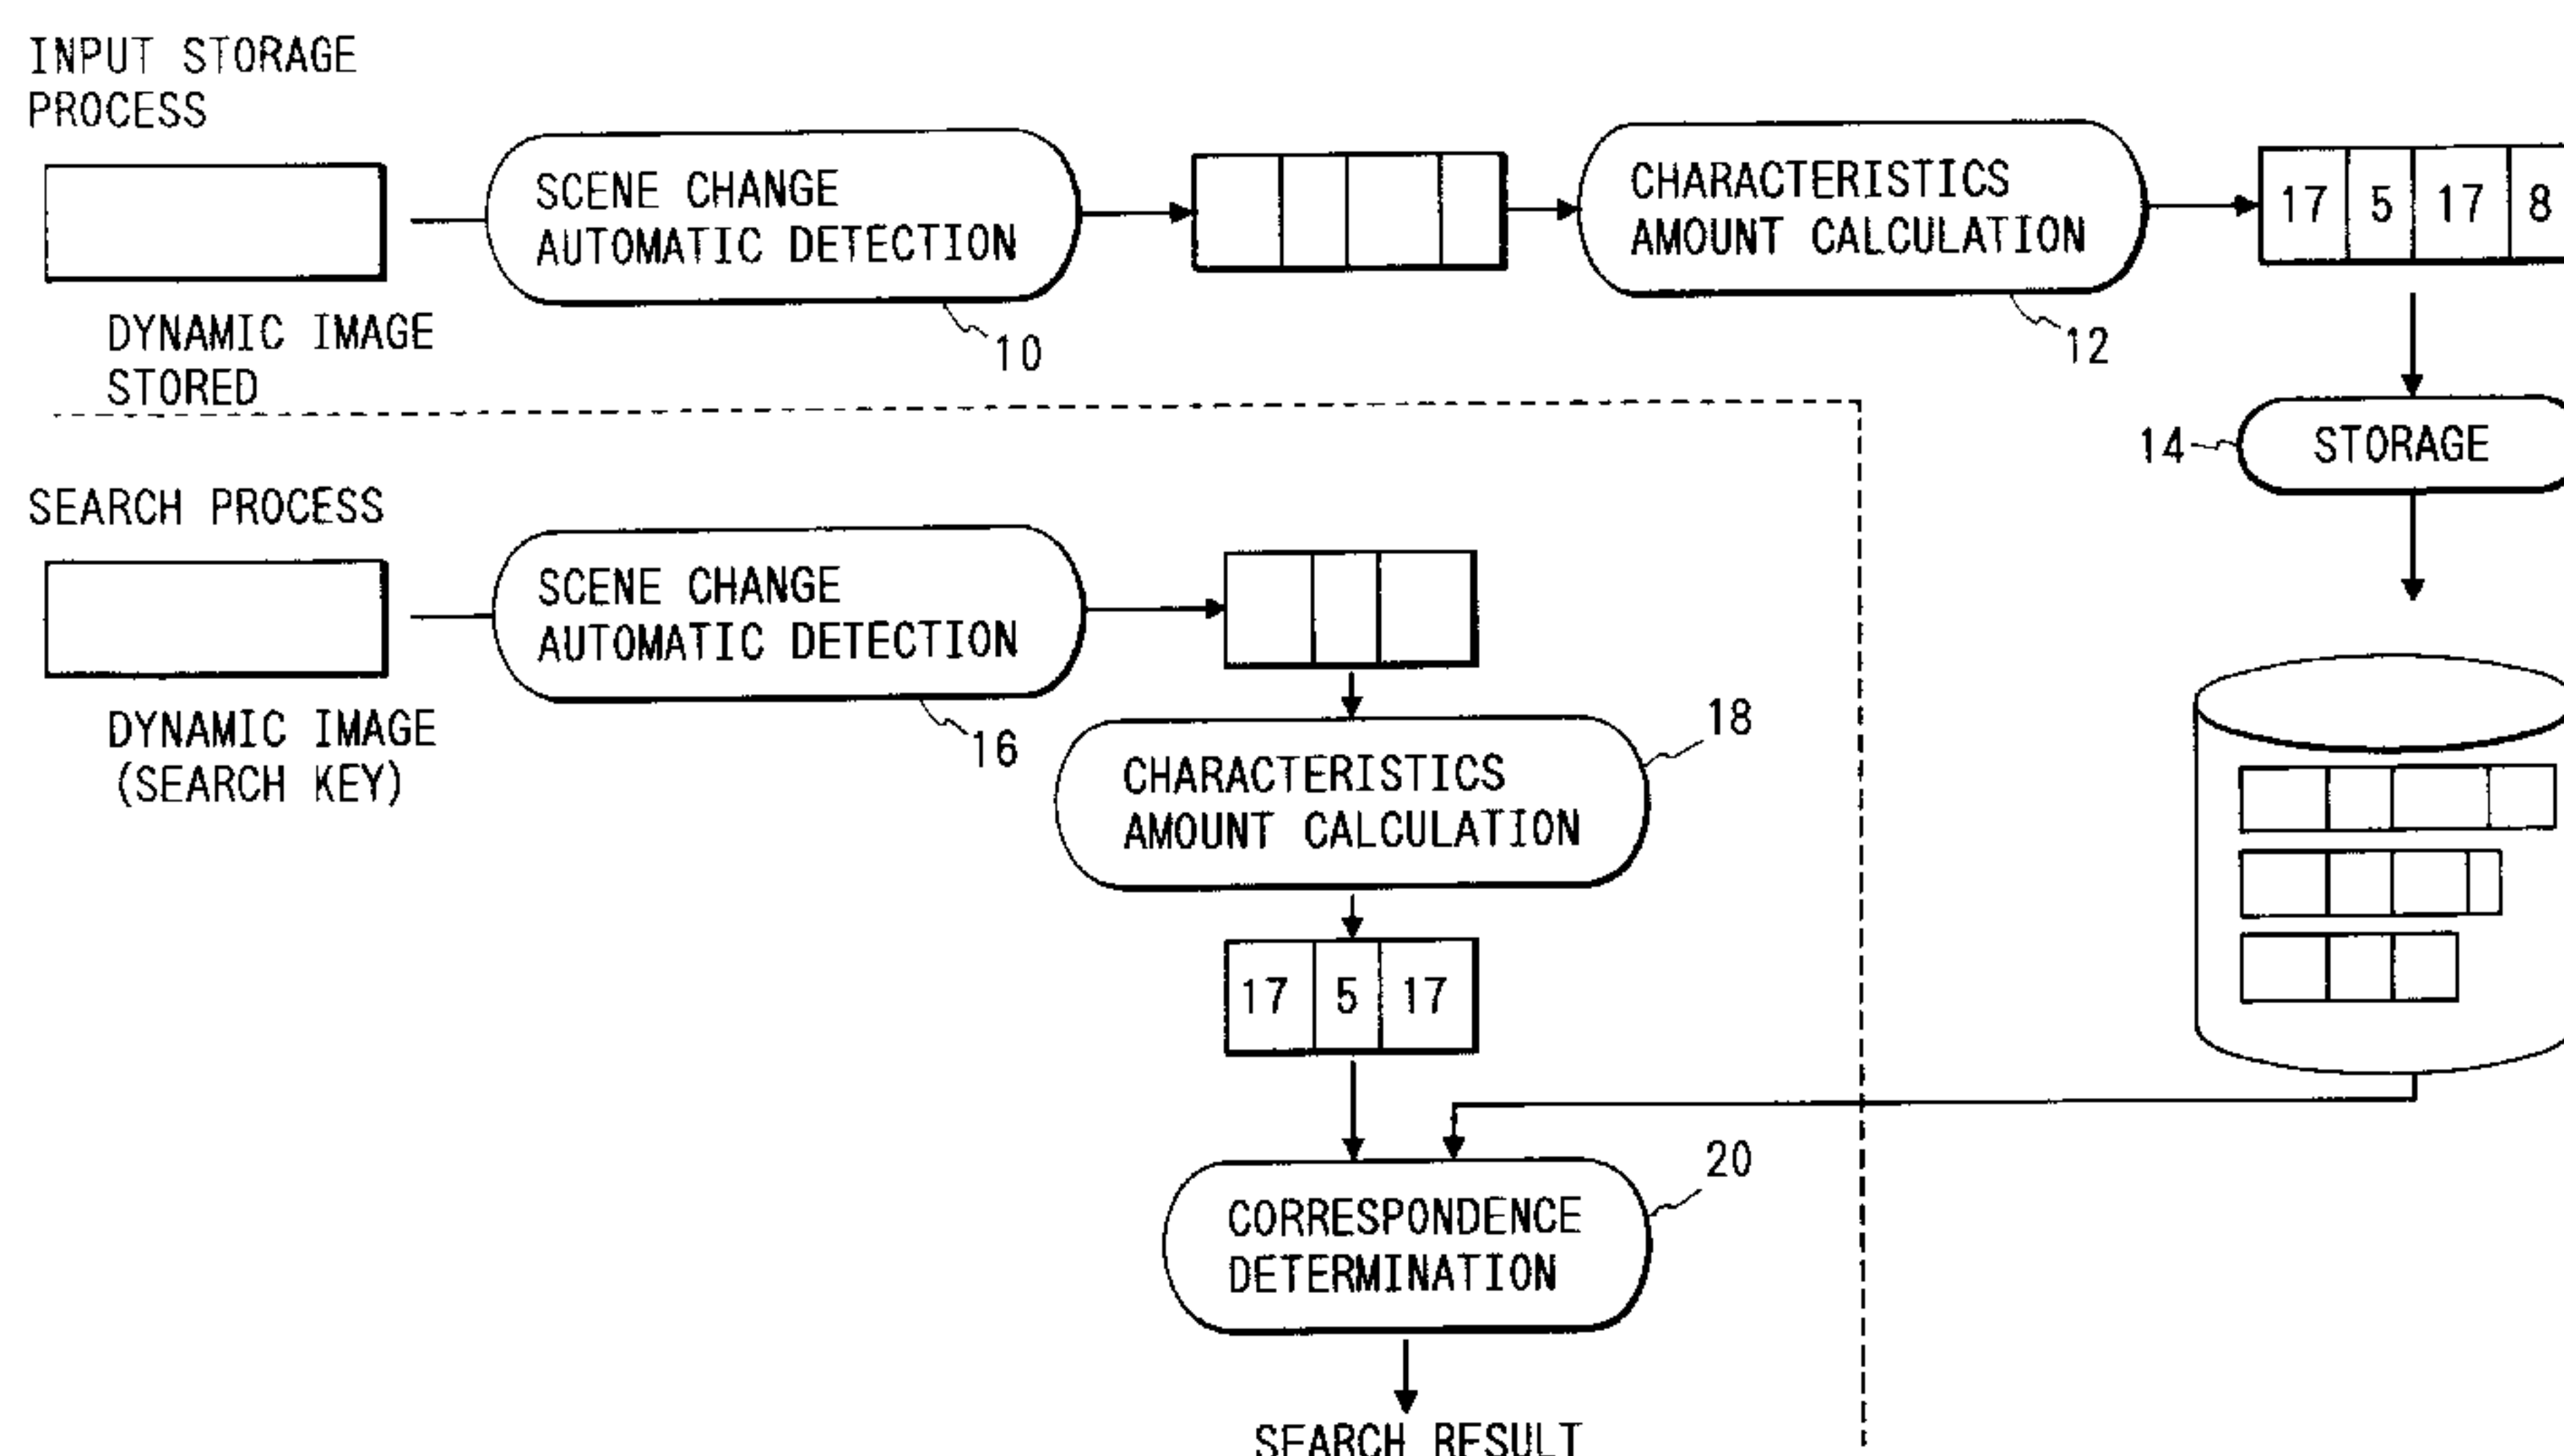 INPUT STORAGE
PROCESS
SCENE CHANGE
AUTOMATIC DETECTION
CHARACTERISTICS
AMOUNT CALCULATION
17 5 17 8
DYNAMIC IMAGE
STORED
10
12
14
STORAGE
SEARCH PROCESS
SCENE CHANGE
AUTOMATIC DETECTION
DYNAMIC IMAGE
(SEARCH KEY)
16
18
CHARACTERISTICS
AMOUNT CALCULATION
17 5 17
20
CORRESPONDENCE
DETERMINATION
SEARCH RESULT